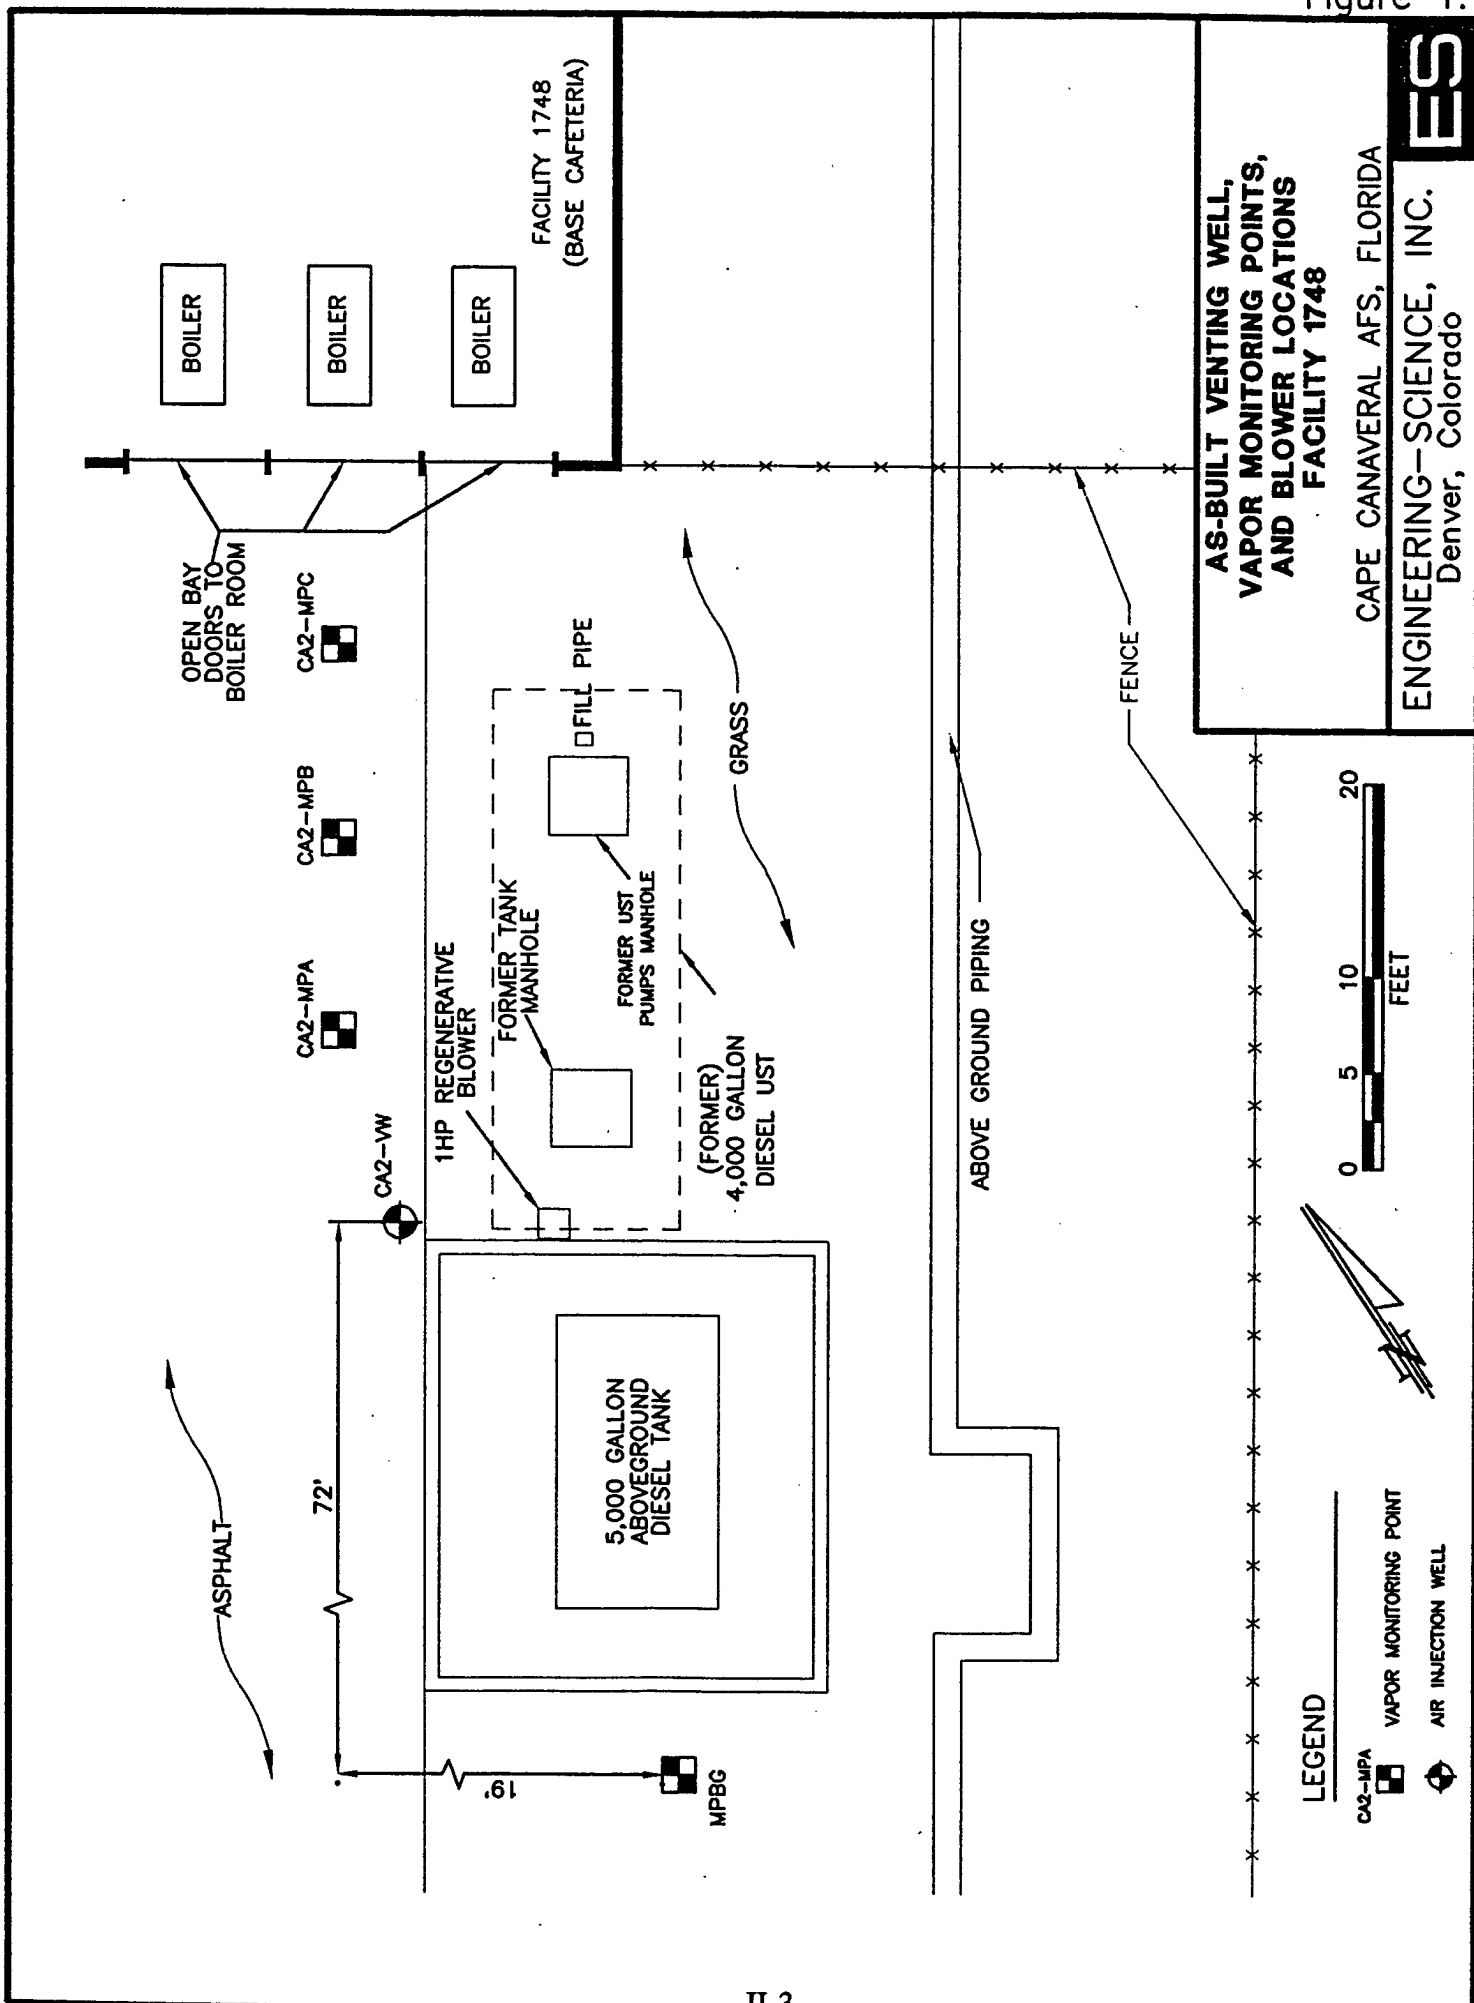 Figure 1.
BOILER
BOILER
BOILER
FACILITY 1748
(BASE CAFETERIA)
OPEN BAY
DOORS TO
BOILER ROOM
CA2-MPC
CA2-MPB
CA2-MPA
CA2-VW
1HP REGENERATIVE
BLOWER
FORMER TANK
MANHOLE
FILL PIPE
FORMER UST
PUMPS MANHOLE
(FORMER)
4,000 GALLON
DIESEL UST
GRASS
ASPHALT
72'
19'
MPBG
5,000 GALLON
ABOVEGROUND
DIESEL TANK
ABOVE GROUND PIPING
FENCE
LEGEND
CA2-MPA
VAPOR MONITORING POINT
AIR INJECTION WELL
N
0 5 10 20
FEET
AS-BUILT VENTING WELL,
VAPOR MONITORING POINTS,
AND BLOWER LOCATIONS
FACILITY 1748
CAPE CANAVERAL AFS, FLORIDA
ENGINEERING-SCIENCE, INC.
Denver, Colorado
ES